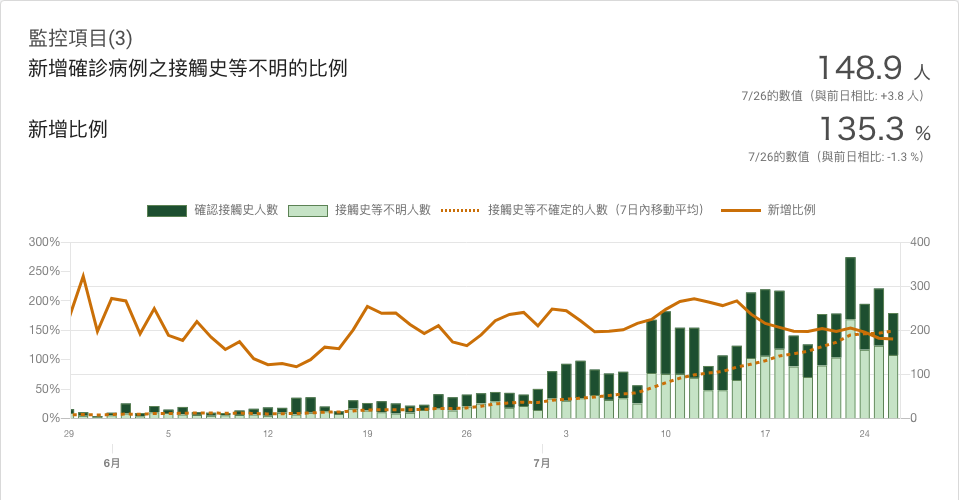 監控項目(3)
新增確診病例之接觸史等不明的比例
148.9 人
7/26的數值（與前日相比: +3.8 人）
新增比例
135.3 %
7/26的數值（與前日相比: -1.3 %）
確認接觸史人數 接觸史等不明人數 接觸史等不確定的人數（7日內移動平均） 新增比例
300% 400
250%
200% 300
150% 200
100% 100
50%
0% 0
29 5 12 19 26 3 10 17 24
6月 7月